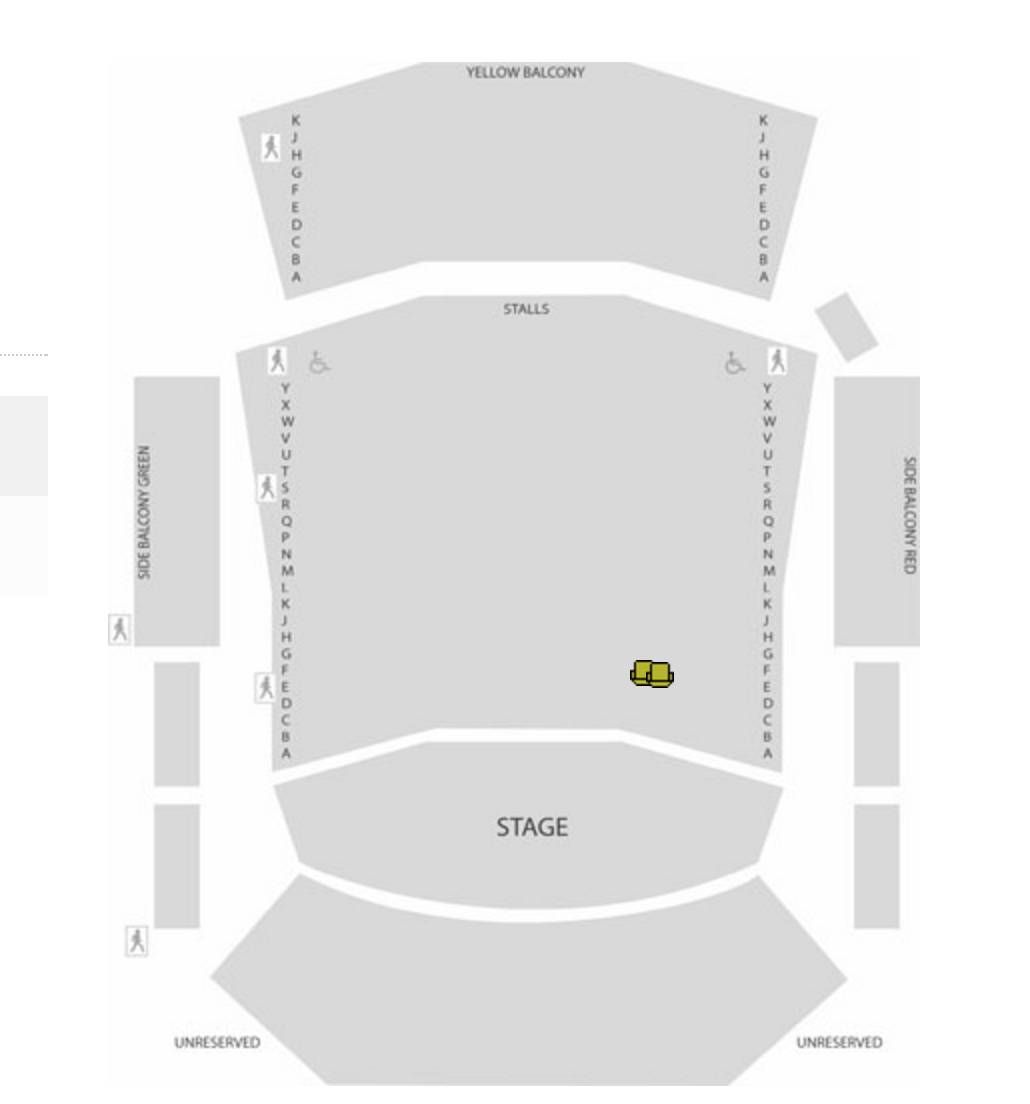 YELLOW BALCONY
K K
J J
H H
G G
F F
E E
D D
C C
B B
A A
STALLS
Y Y
X X
W W
V V
U U
T T
S S
R R
Q Q
P P
N N
M M
L L
K K
J J
H H
G G
F F
E E
D D
C C
B B
A A
SIDE BALCONY GREEN
SIDE BALCONY RED
STAGE
UNRESERVED UNRESERVED